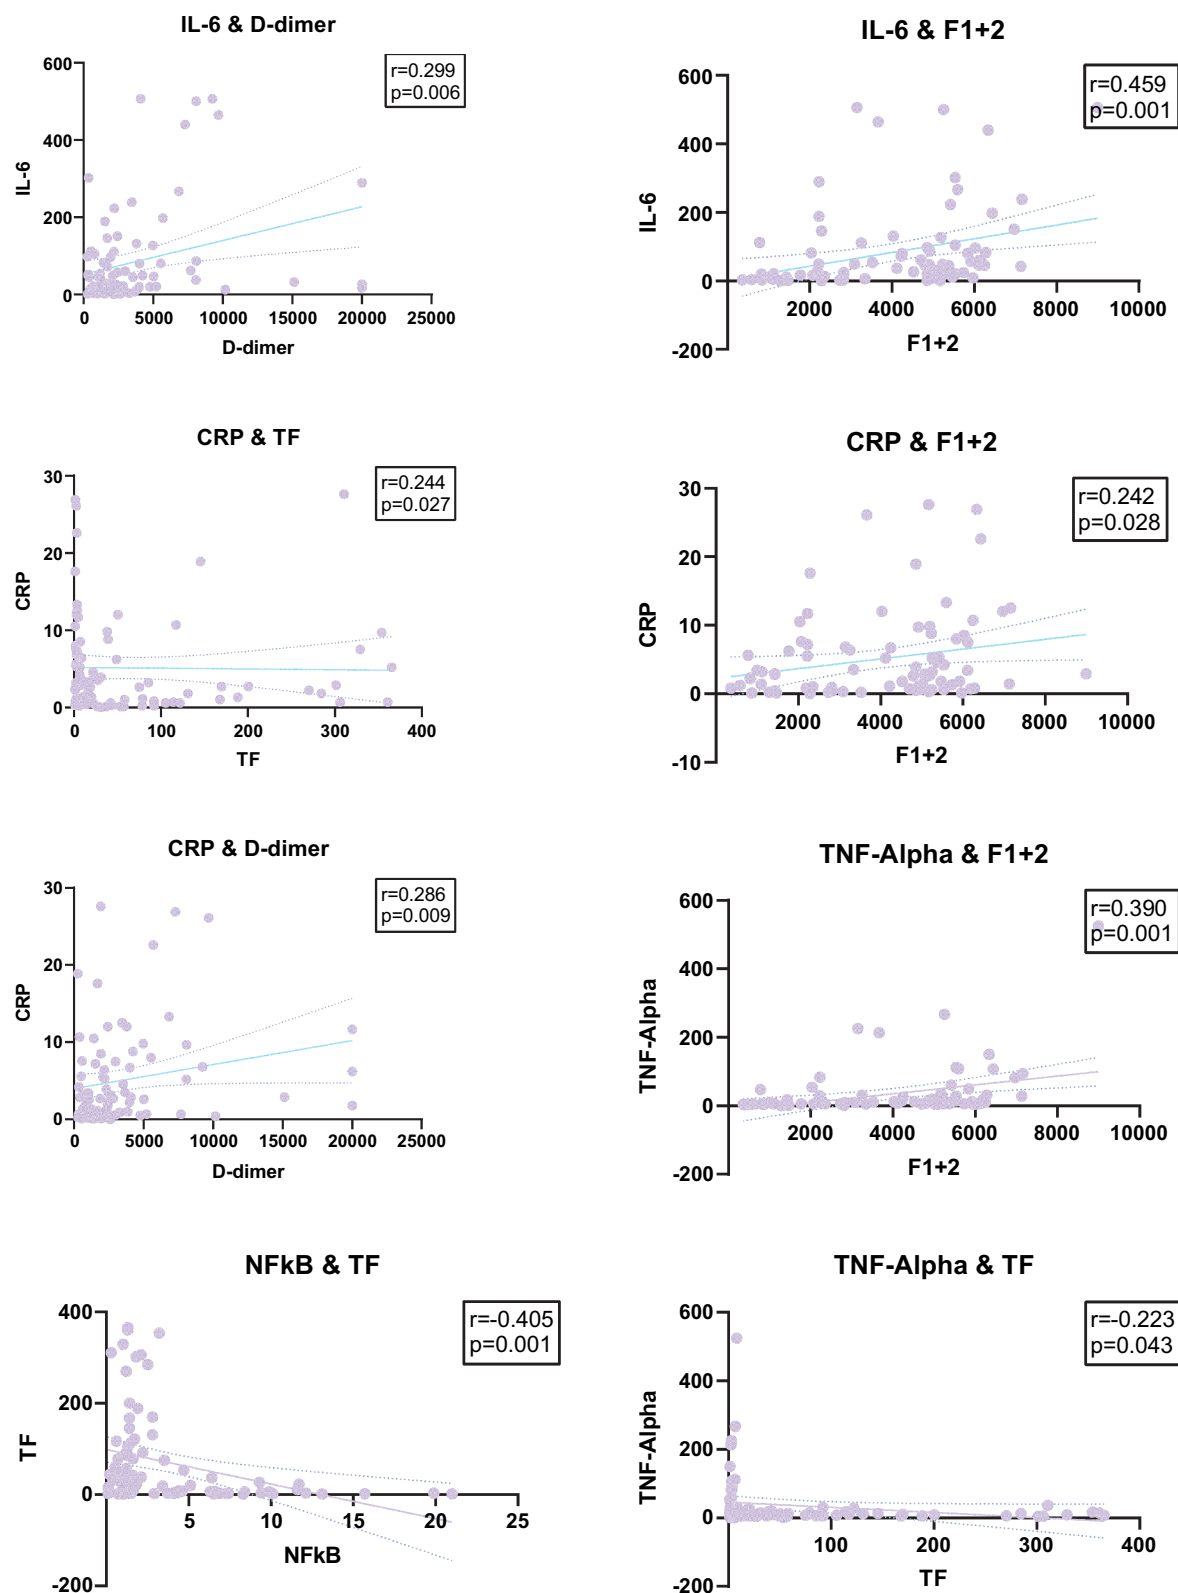 IL-6 & D-dimer
r=0.299
p=0.006
600
400
200
0
IL-6
0 5000 10000 15000 20000 25000
D-dimer
IL-6 & F1+2
r=0.459
p=0.001
600
400
200
0
-200
IL-6
2000 4000 6000 8000 10000
F1+2
CRP & TF
r=0.244
p=0.027
30
20
10
0
CRP
0 100 200 300 400
TF
CRP & F1+2
r=0.242
p=0.028
30
20
10
0
-10
CRP
2000 4000 6000 8000 10000
F1+2
CRP & D-dimer
r=0.286
p=0.009
30
20
10
0
CRP
0 5000 10000 15000 20000 25000
D-dimer
TNF-Alpha & F1+2
r=0.390
p=0.001
600
400
200
0
-200
TNF-Alpha
2000 4000 6000 8000 10000
F1+2
NFkB & TF
r=-0.405
p=0.001
400
200
0
-200
TF
5 10 15 20 25
NFkB
TNF-Alpha & TF
r=-0.223
p=0.043
600
400
200
0
-200
TNF-Alpha
100 200 300 400
TF